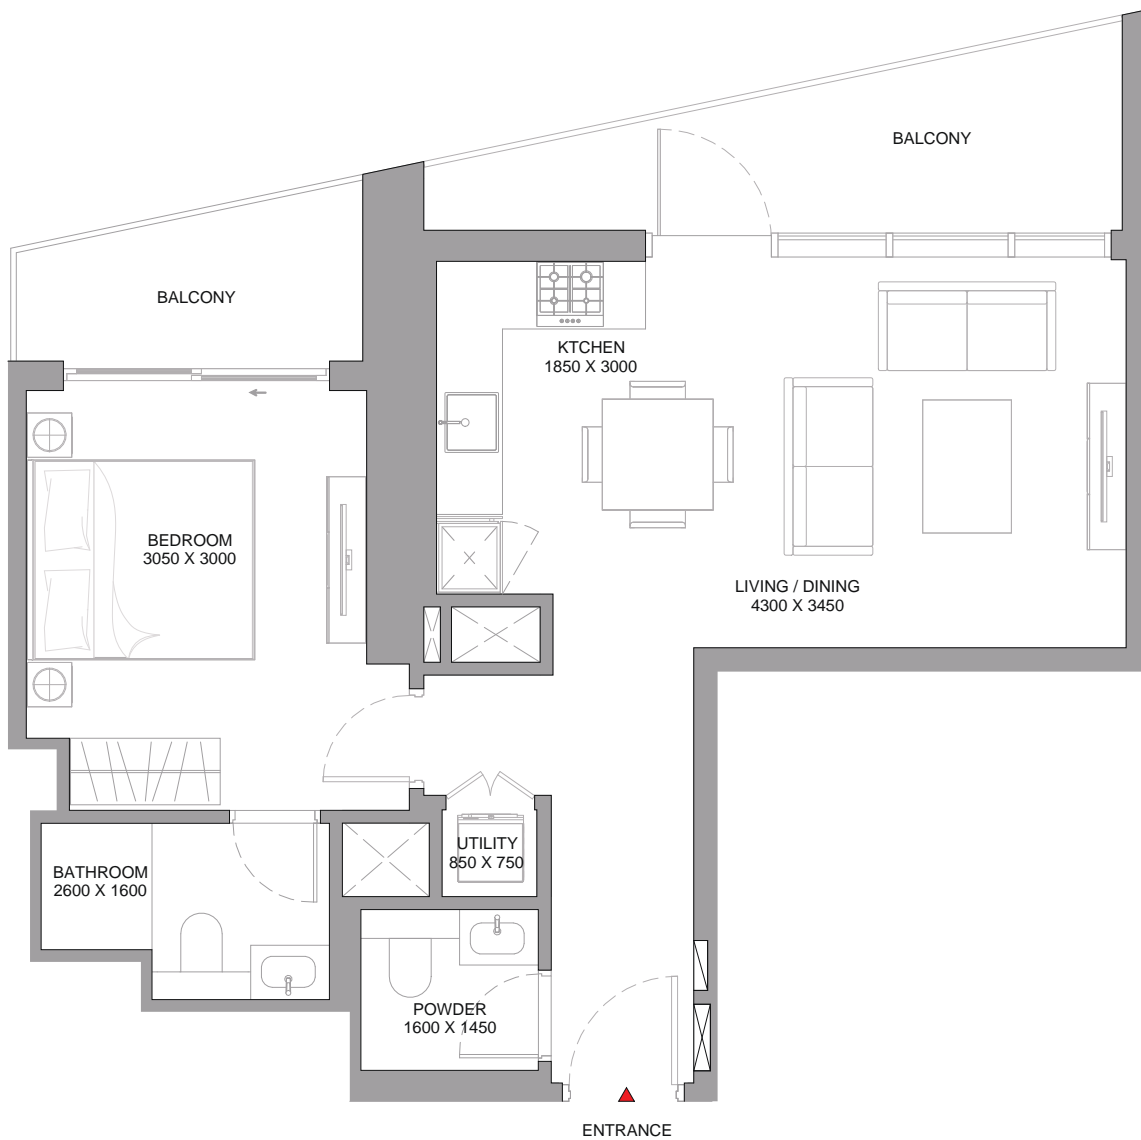 BALCONY
BALCONY
KTCHEN
1850 X 3000
BEDROOM
3050 X 3000
LIVING / DINING
4300 X 3450
UTILITY
850 X 750
BATHROOM
2600 X 1600
POWDER
1600 X 1450
ENTRANCE